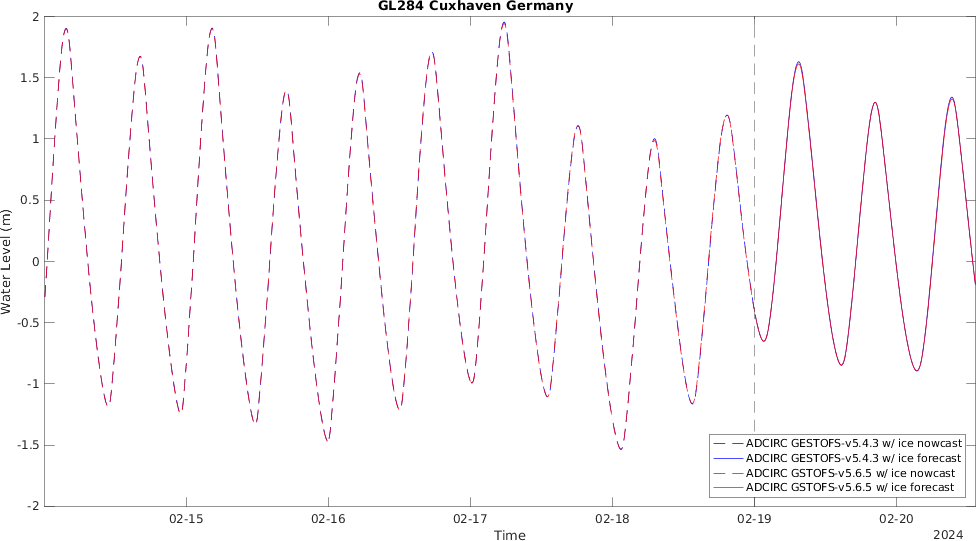 GL284 Cuxhaven Germany
2
1.5
1
0.5
0
-0.5
-1
-1.5
-2
Water Level (m)
ADCIRC GESTOFS-v5.4.3 w/ ice nowcast
ADCIRC GESTOFS-v5.4.3 w/ ice forecast
ADCIRC GSTOFS-v5.6.5 w/ ice nowcast
ADCIRC GSTOFS-v5.6.5 w/ ice forecast
02-15 02-16 02-17 02-18 02-19 02-20
Time
2024